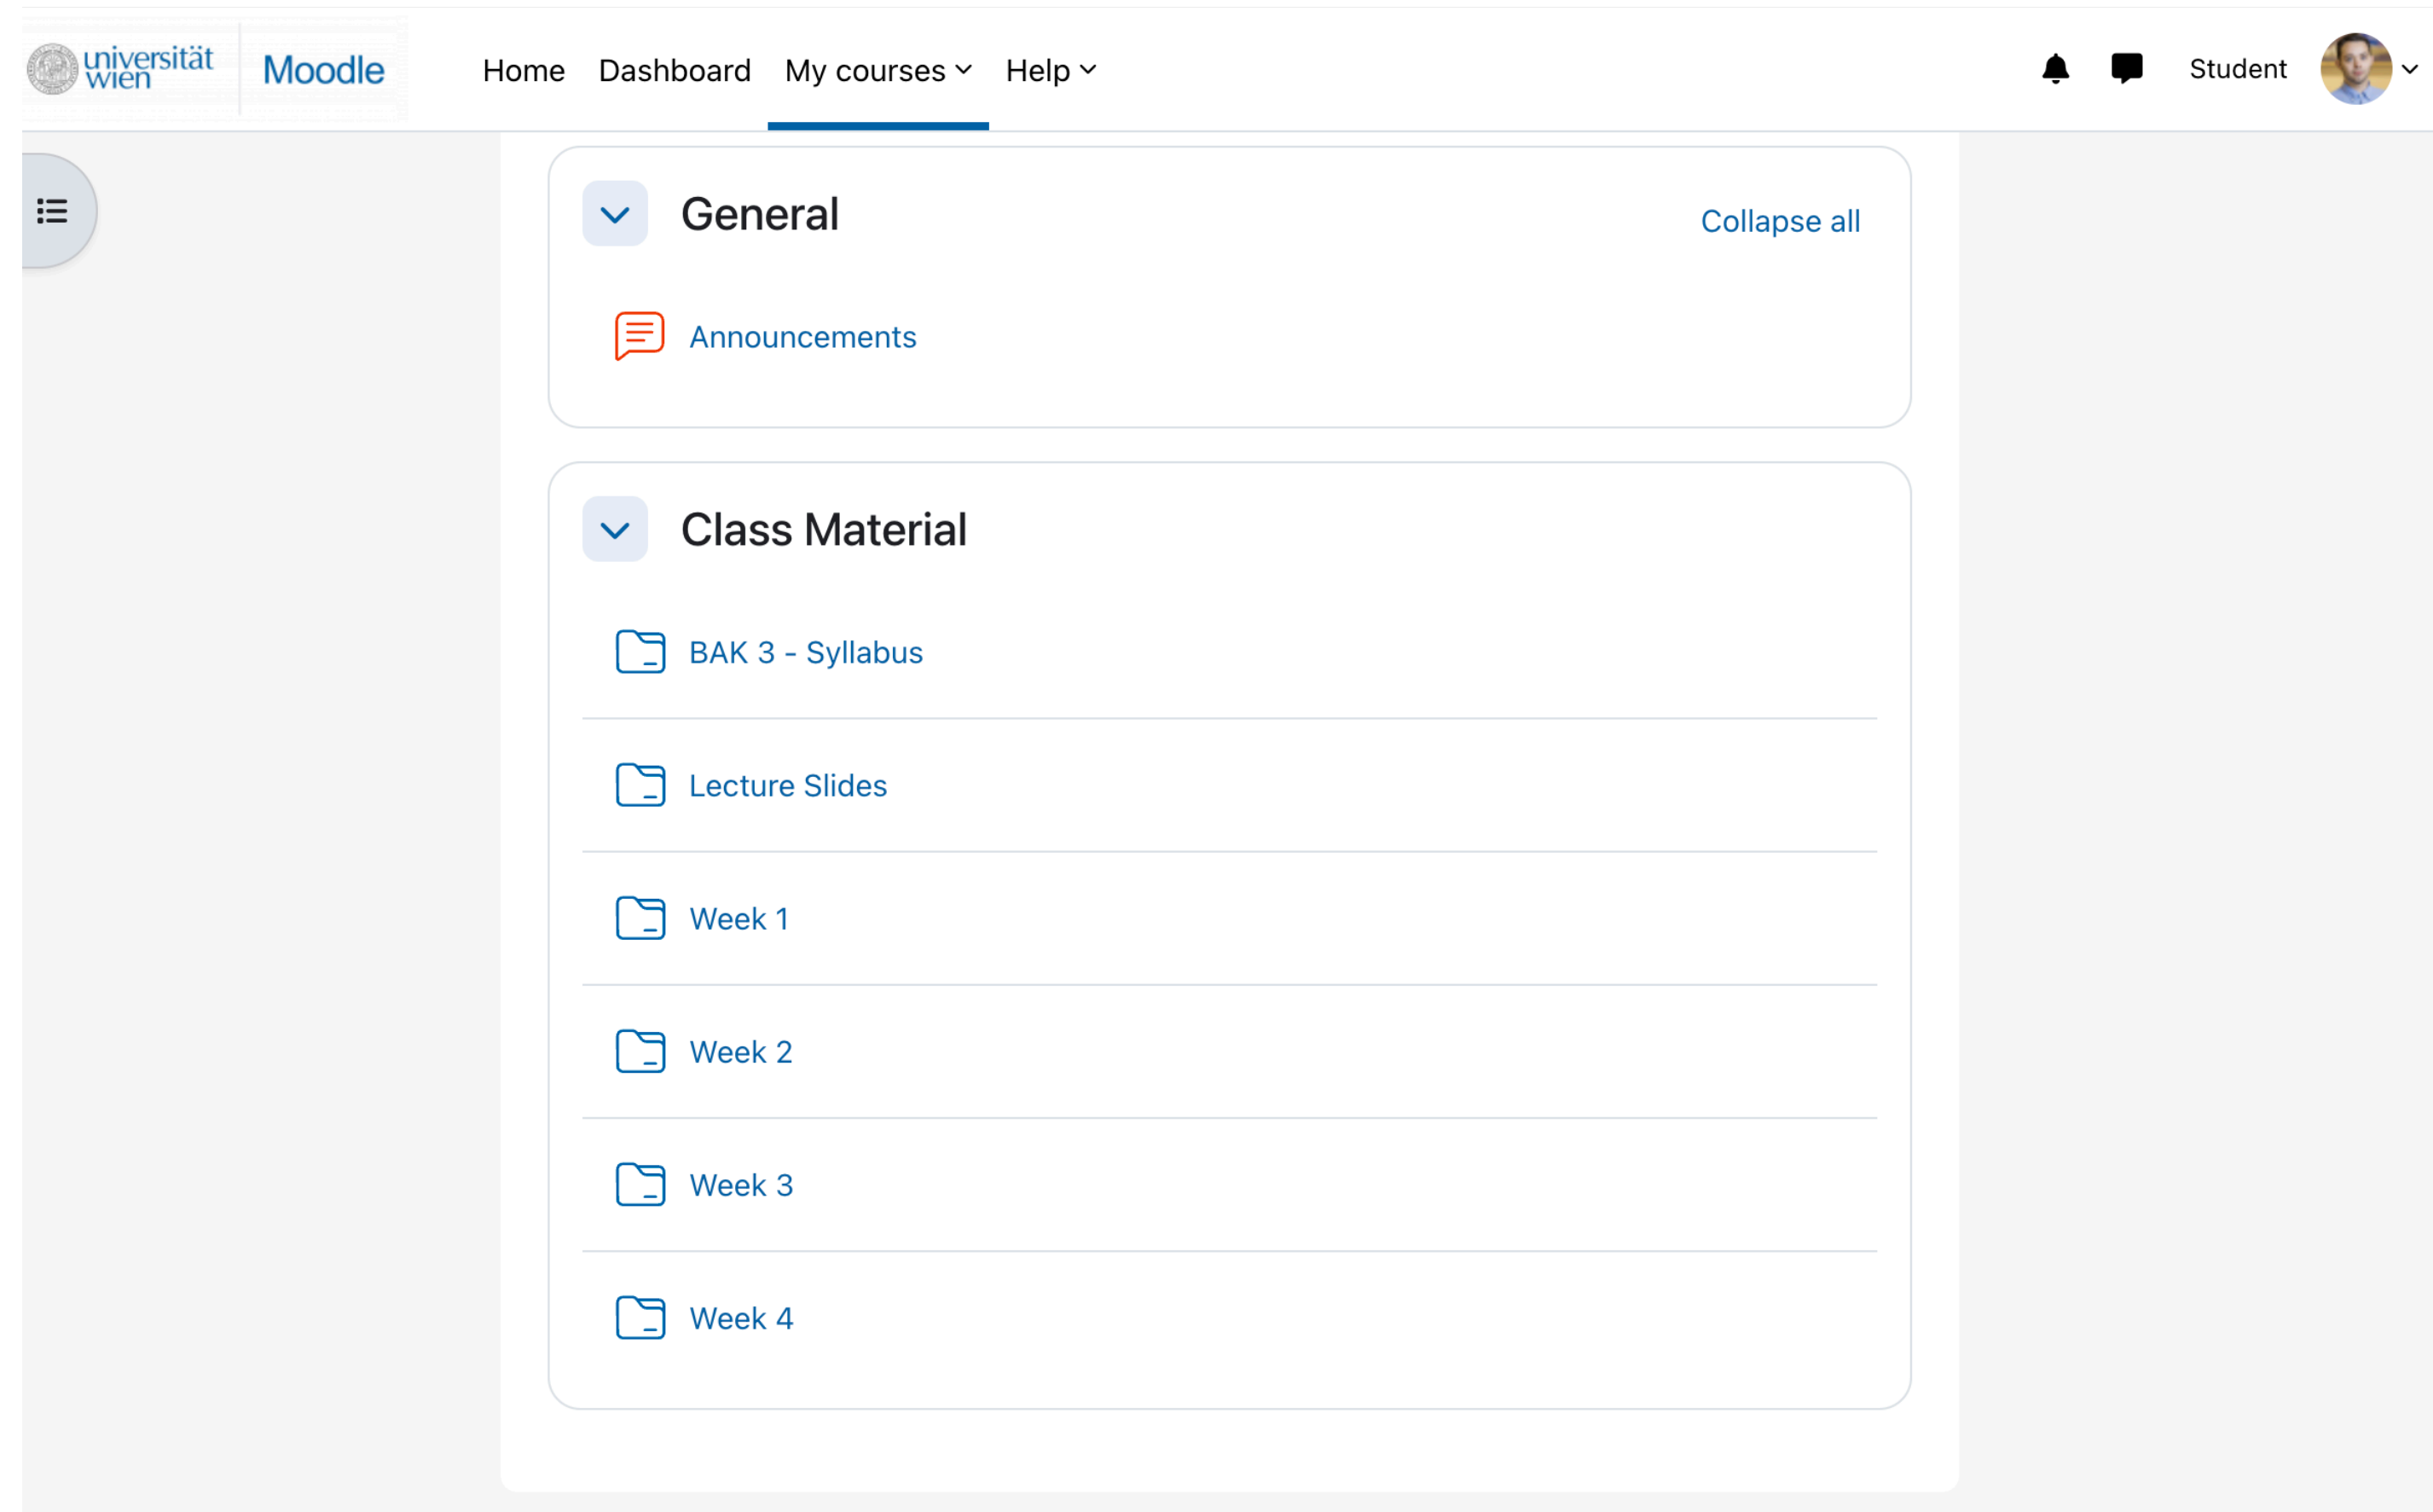 universität
wien
Moodle
Home Dashboard My courses Help
Student
General
Collapse all
Announcements
Class Material
BAK 3 - Syllabus
Lecture Slides
Week 1
Week 2
Week 3
Week 4